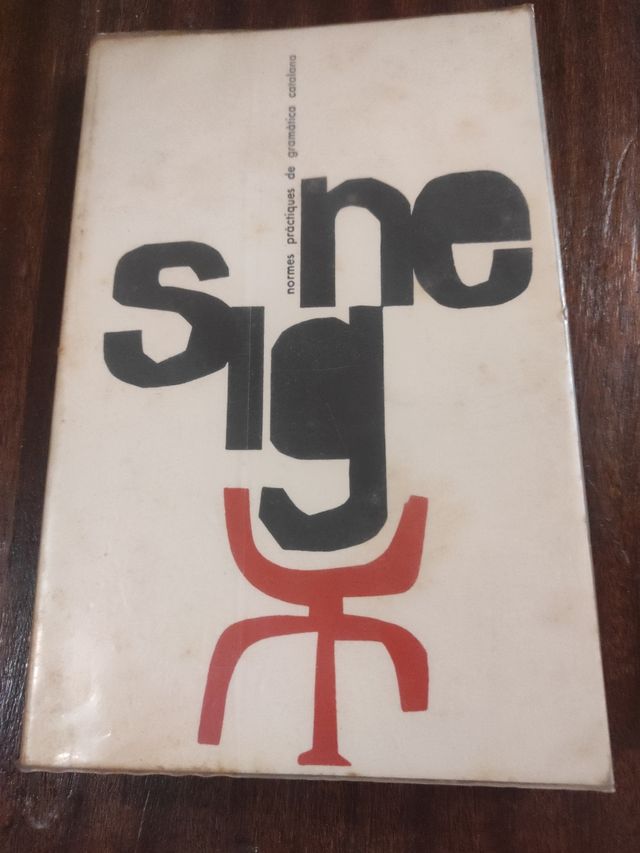 normes pràctiques de gramàtica catalana
signe